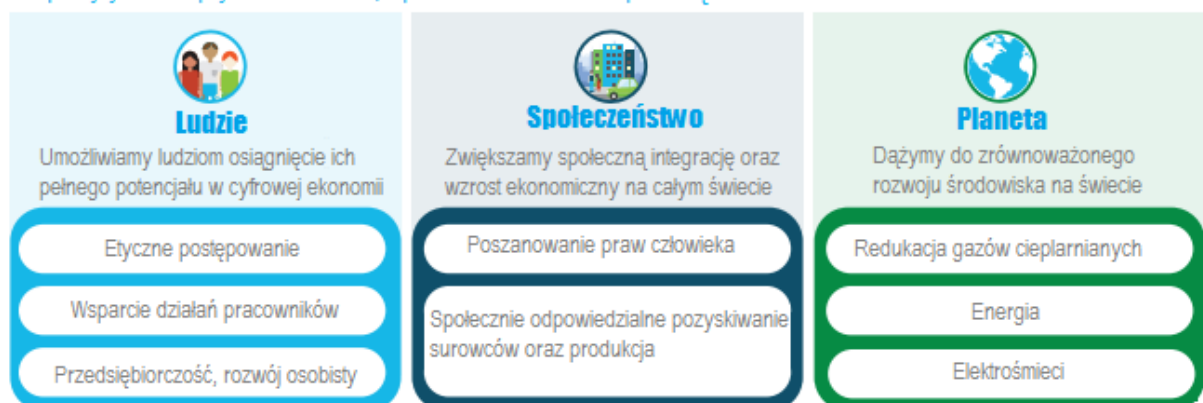 Ludzie
Umożliwiamy ludziom osiągnięcie ich
pełnego potencjału w cyfrowej ekonomii
Etyczne postępowanie
Wsparcie działań pracowników
Przedsiębiorczość, rozwój osobisty
Społeczeństwo
Zwiększamy społeczną integrację oraz
wzrost ekonomiczny na całym świecie
Poszanowanie praw człowieka
Społecznie odpowiedzialne pozyskiwanie
surowców oraz produkcja
Planeta
Dążymy do zrównoważonego
rozwoju środowiska na świecie
Redukacja gazów cieplarnianych
Energia
Elektrośmieci